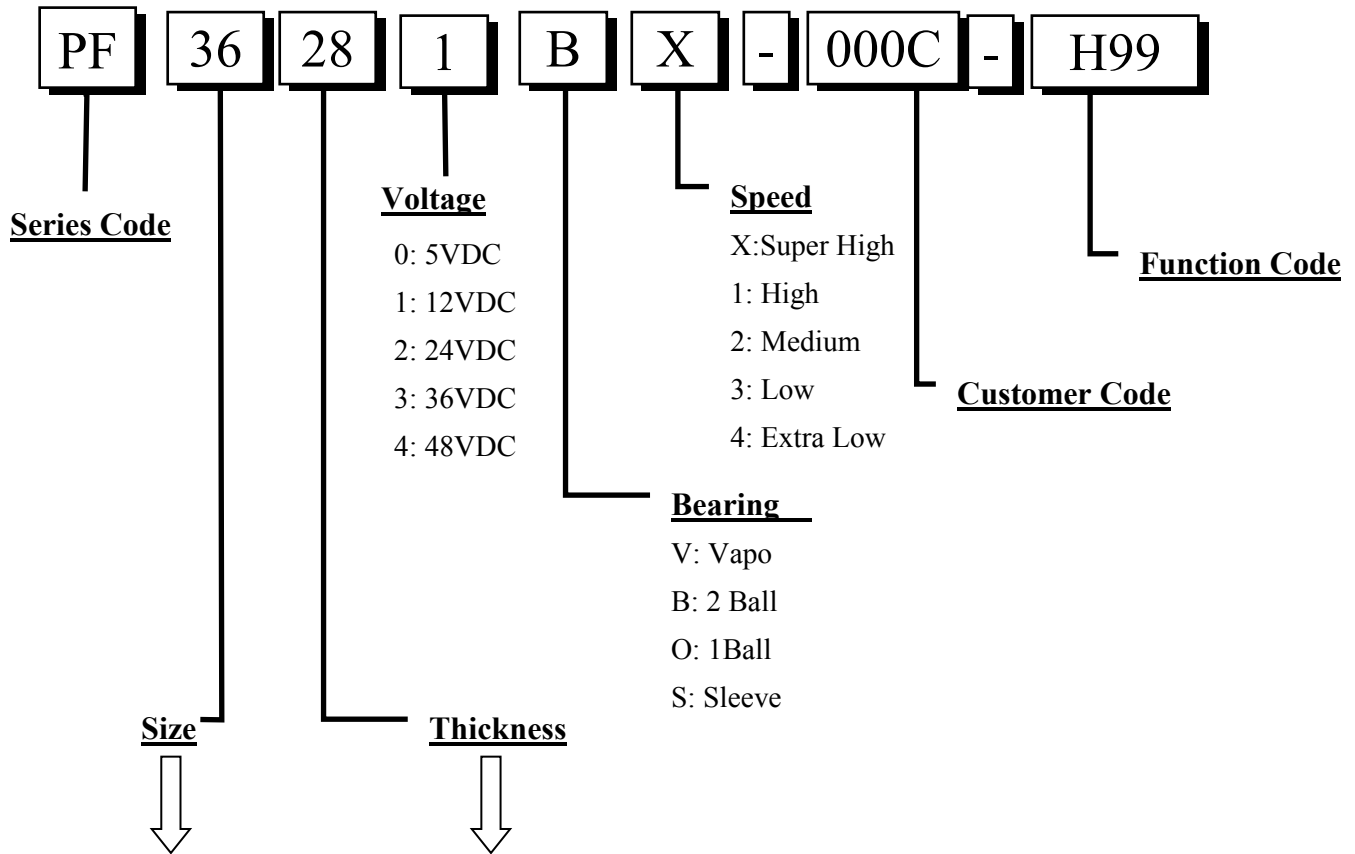 PF 36 28 1 B X - 000C - H99
Series Code
Voltage
0: 5VDC
1: 12VDC
2: 24VDC
3: 36VDC
4: 48VDC
Speed
X:Super High
1: High
2: Medium
3: Low
4: Extra Low
Function Code
Customer Code
Bearing
V: Vapo
B: 2 Ball
O: 1Ball
S: Sleeve
Size
Thickness